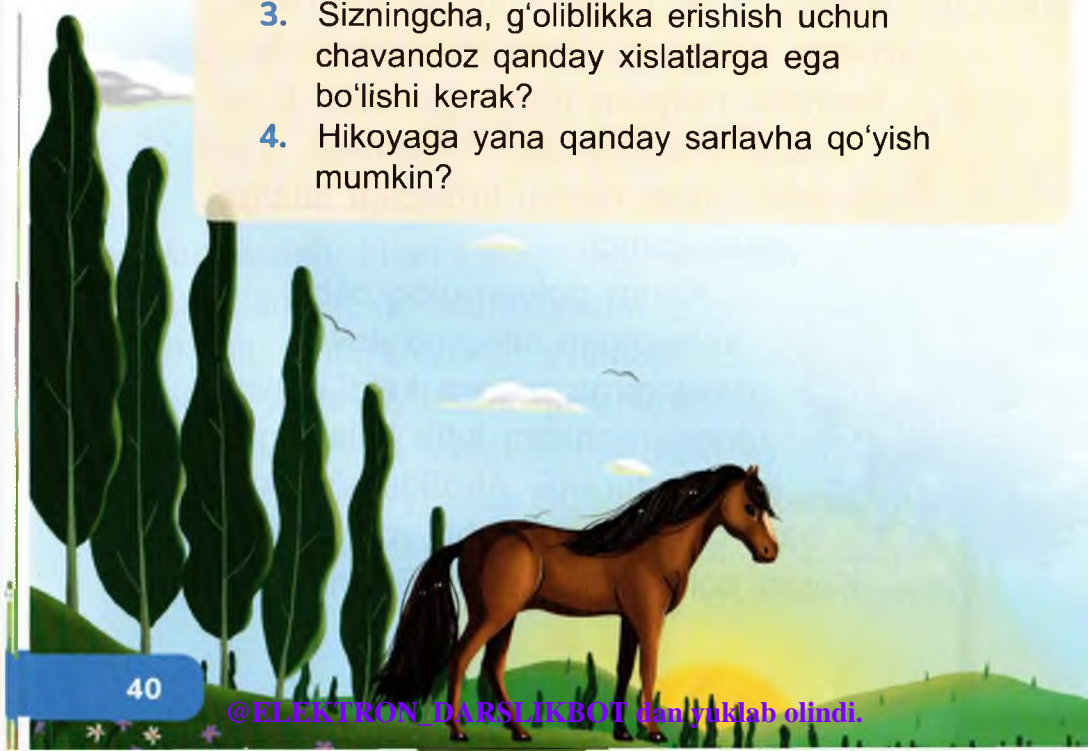 3. Sizningcha, g‘oliblikka erishish uchun
chavandoz qanday xislatlarga ega
bo‘lishi kerak?
4. Hikoyaga yana qanday sarlavha qo‘yish
mumkin?
40
@ELEKTRON_DARSLIKBOT dan yuklab olindi.